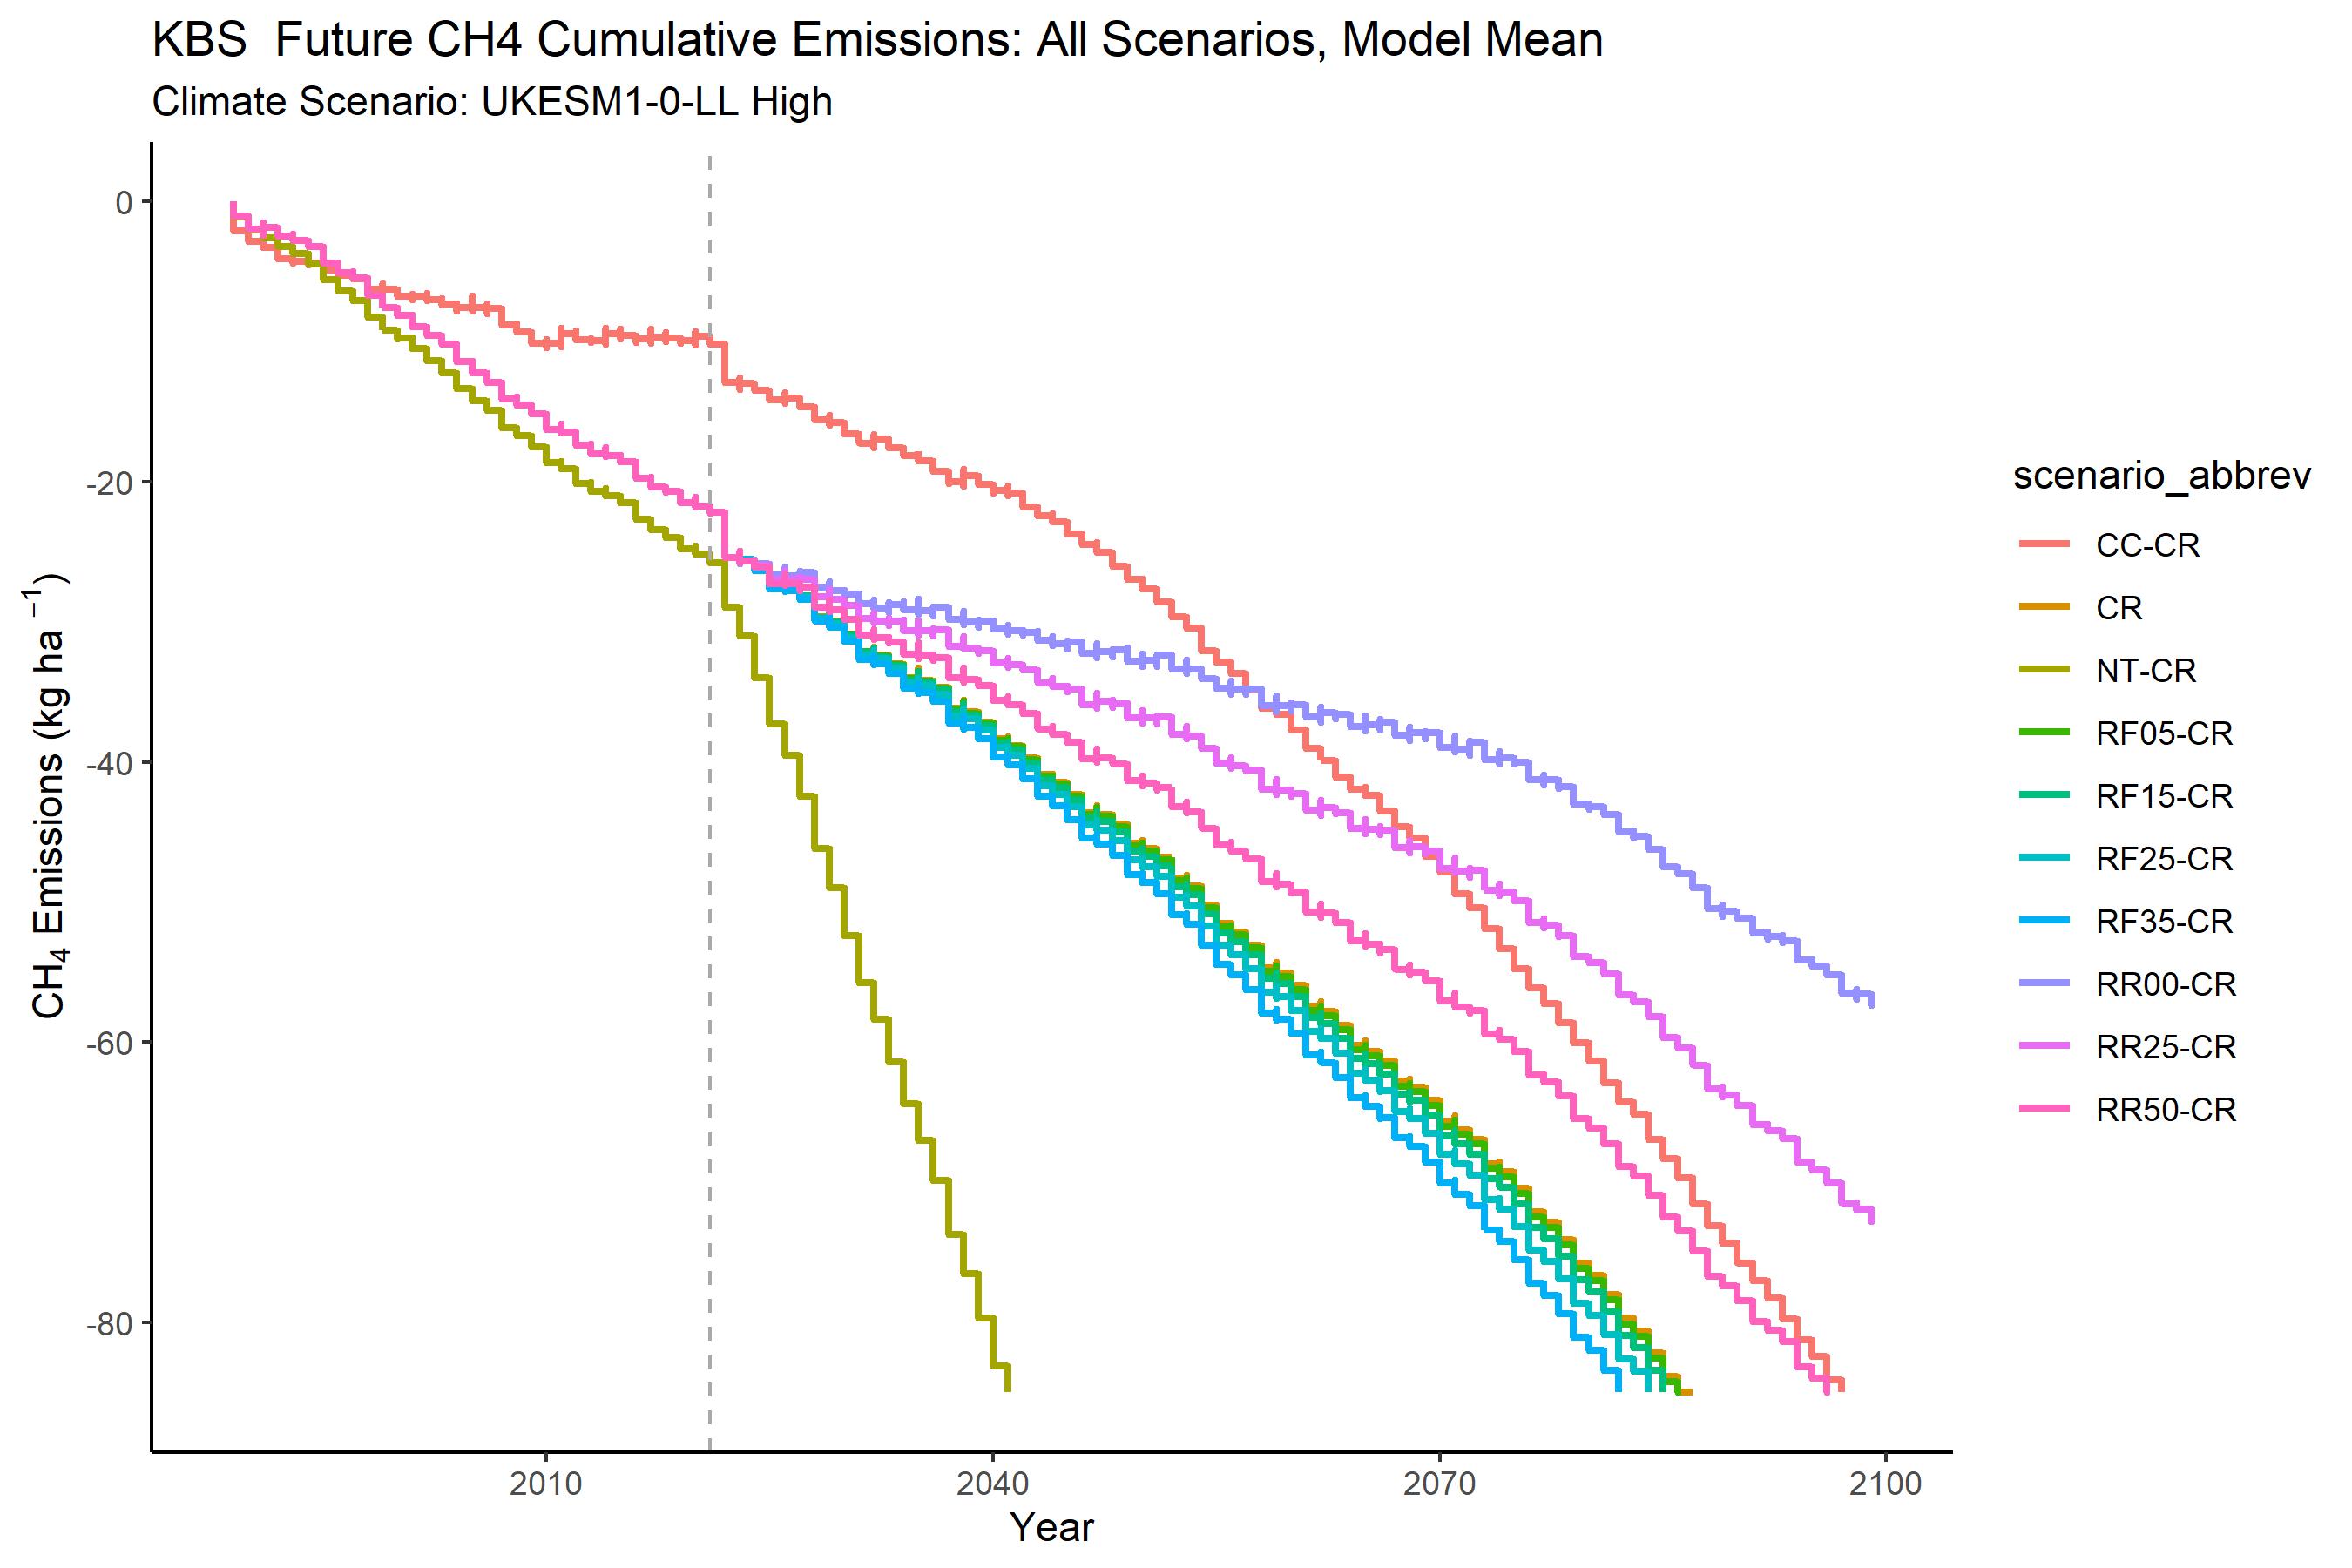 KBS  Future CH4 Cumulative Emissions: All Scenarios, Model Mean
Climate Scenario: UKESM1-0-LL High
CH₄ Emissions (kg ha ⁻¹)
0
-20
-40
-60
-80
2010
2040
2070
2100
Year
scenario_abbrev
CC-CR
CR
NT-CR
RF05-CR
RF15-CR
RF25-CR
RF35-CR
RR00-CR
RR25-CR
RR50-CR